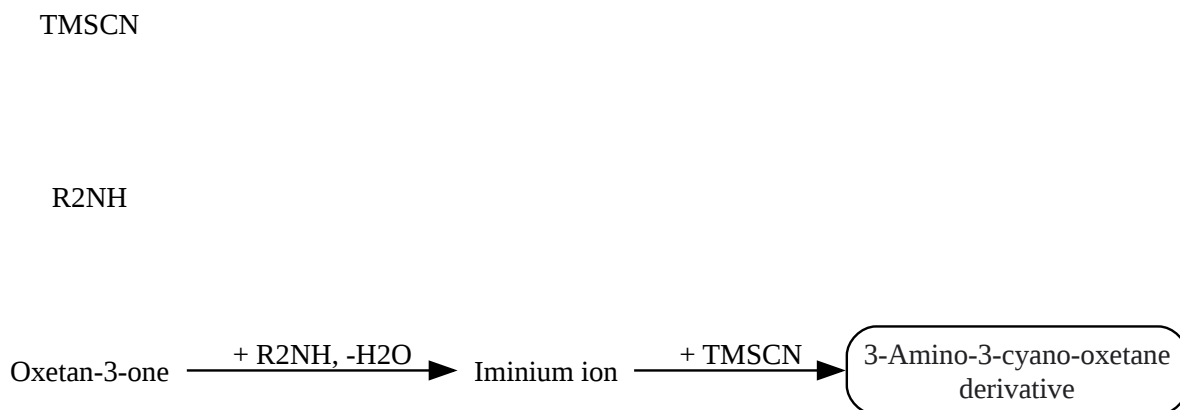 TMSCN
R2NH
Oxetan-3-one
+ R2NH, -H2O
Iminium ion
+ TMSCN
3-Amino-3-cyano-oxetane
derivative